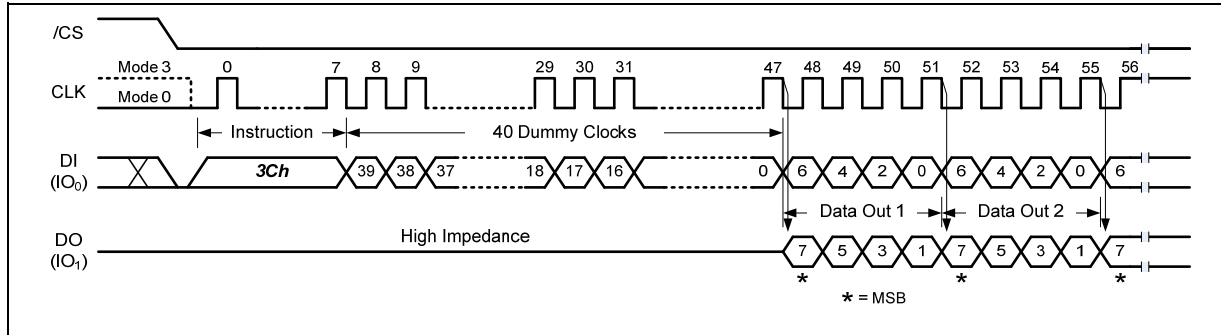 /CS
Mode 3 0 7 8 9 29 30 31 47 48 49 50 51 52 53 54 55 56
CLK
Mode 0
Instruction 40 Dummy Clocks
DI
(IO0) 3Ch 39 38 37 18 17 16 0 6 4 2 0 6 4 2 0 6
Data Out 1 Data Out 2
High Impedance
DO
(IO1) 7 5 3 1 7 5 3 1 7
* * *
* = MSB